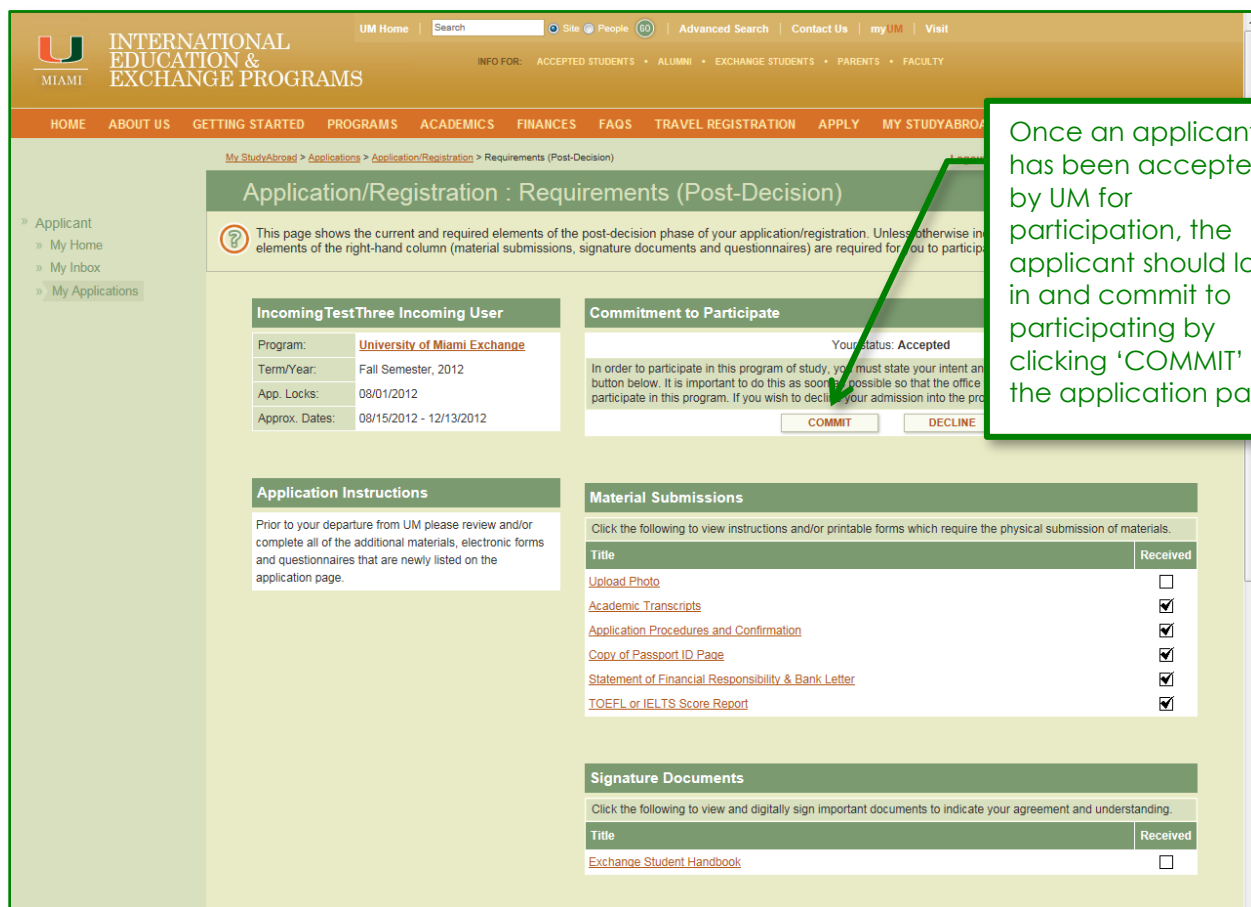 UM Home | Search Site People GO | Advanced Search | Contact Us | myUM | Visit
U
MIAMI
INTERNATIONAL
EDUCATION &
EXCHANGE PROGRAMS
INFO FOR: ACCEPTED STUDENTS • ALUMNI • EXCHANGE STUDENTS • PARENTS • FACULTY
HOME ABOUT US GETTING STARTED PROGRAMS ACADEMICS FINANCES FAQS TRAVEL REGISTRATION APPLY MY STUDYABROA
My StudyAbroad > Applications > Application/Registration > Requirements (Post-Decision)
Application/Registration : Requirements (Post-Decision)
» Applicant
» My Home
» My Inbox
» My Applications
? This page shows the current and required elements of the post-decision phase of your application/registration. Unless otherwise in
elements of the right-hand column (material submissions, signature documents and questionnaires) are required for you to particip
Once an applicant
has been accepte
by UM for
participation, the
applicant should lo
in and commit to
participating by
clicking ‘COMMIT’
the application pa
IncomingTestThree Incoming User
Program: University of Miami Exchange
Term/Year: Fall Semester, 2012
App. Locks: 08/01/2012
Approx. Dates: 08/15/2012 - 12/13/2012
Commitment to Participate
Your status: Accepted
In order to participate in this program of study, you must state your intent an
button below. It is important to do this as soon as possible so that the office
participate in this program. If you wish to decline your admission into the pro
COMMIT DECLINE
Application Instructions
Prior to your departure from UM please review and/or
complete all of the additional materials, electronic forms
and questionnaires that are newly listed on the
application page.
Material Submissions
Click the following to view instructions and/or printable forms which require the physical submission of materials.
Title Received
Upload Photo
Academic Transcripts
Application Procedures and Confirmation
Copy of Passport ID Page
Statement of Financial Responsibility & Bank Letter
TOEFL or IELTS Score Report
Signature Documents
Click the following to view and digitally sign important documents to indicate your agreement and understanding.
Title Received
Exchange Student Handbook